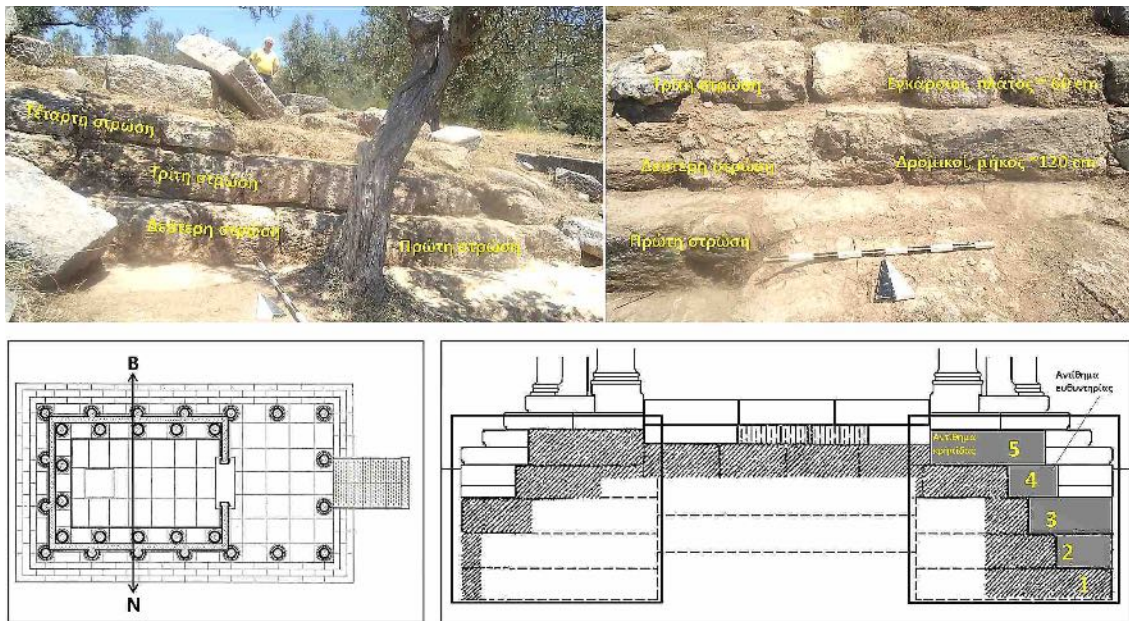 Τέταρτη στρώση
Τρίτη στρώση
Δεύτερη στρώση
Πρώτη στρώση
Τρίτη στρώση
Εγκάρσιοι, πλάτος ~60 cm
Δεύτερη στρώση
Δρομικοί, μήκος ~120 cm
Πρώτη στρώση
Β
Ν
Αντίθημα
ευθυντηρίας
Αντίθημα
κρηπίδας
5
4
3
2
1